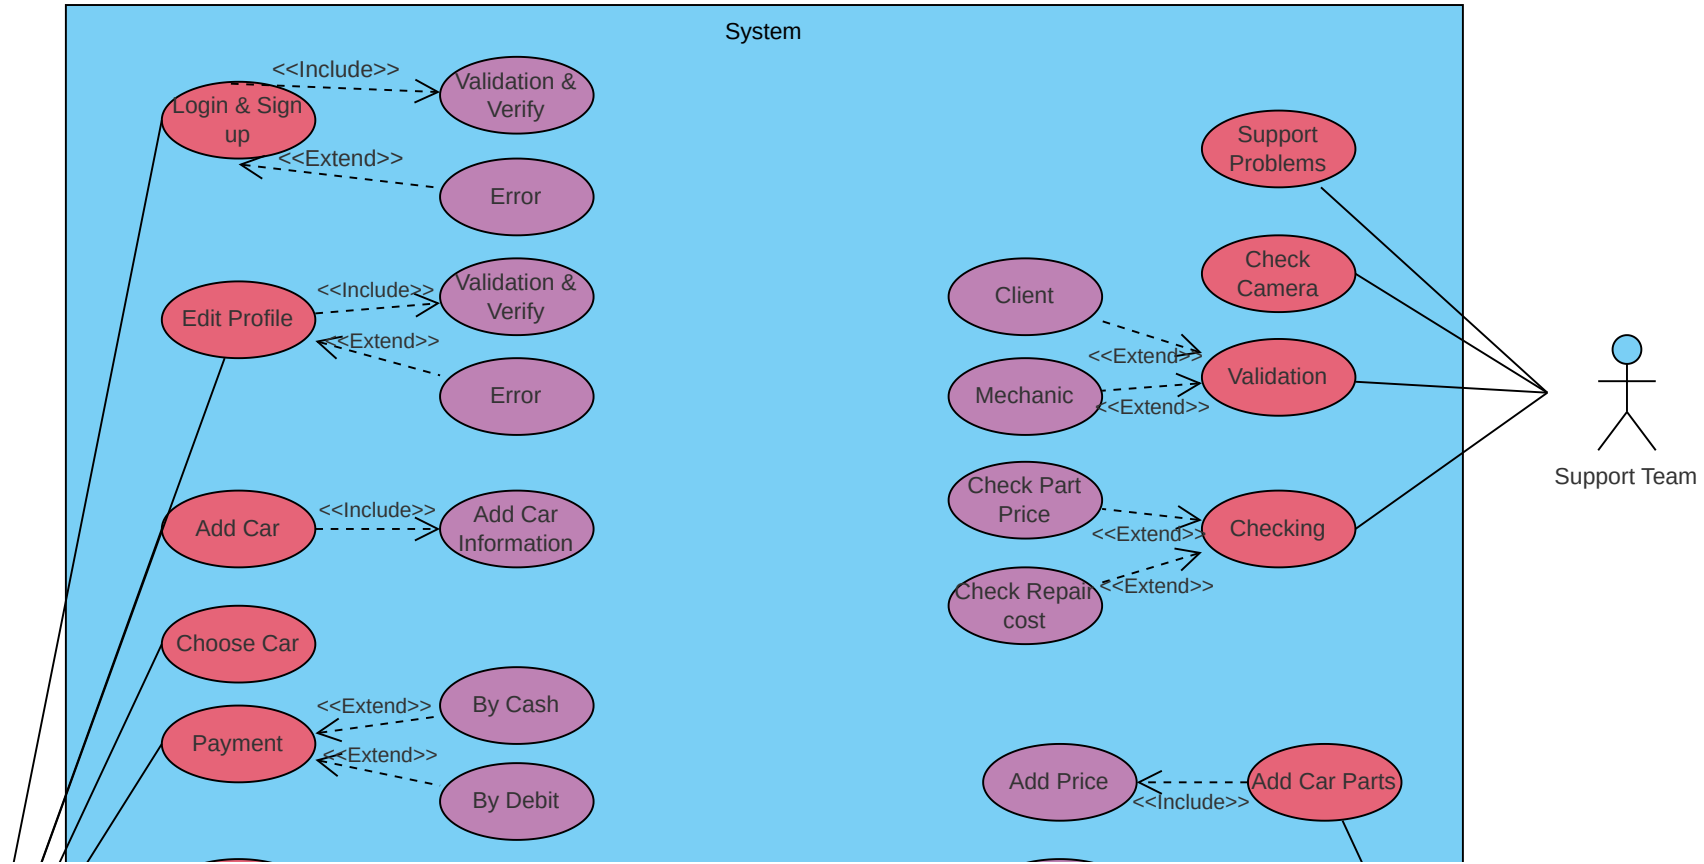 System
<<Include>>
Validation &
Verify
Login & Sign
up
<<Extend>>
Error
<<Include>>
Validation &
Verify
Edit Profile
<<Extend>>
Error
Add Car
<<Include>>
Add Car
Information
Choose Car
<<Extend>>
By Cash
Payment
<<Extend>>
By Debit
Support
Problems
Check
Camera
Client
<<Extend>>
Validation
Mechanic
<<Extend>>
Check Part
Price
<<Extend>>
Checking
Check Repair
cost
<<Extend>>
Add Price
<<Include>>
Add Car Parts
Support Team